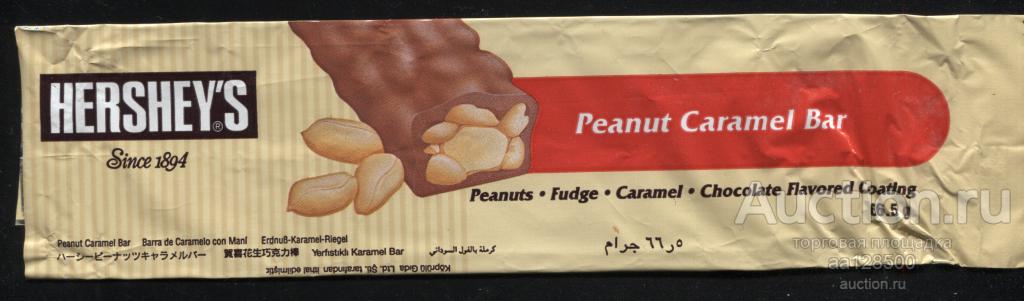 HERSHEY'S®
Since 1894
Peanut Caramel Bar
Peanuts • Fudge • Caramel • Chocolate Flavored Coating
66.5 g
Peanut Caramel Bar Barra de Caramelo con Maní Erdnuß-Karamel-Riegel
ハーシーピーナッツキャラメルバー 賀喜花生巧克力棒 Yerfıstıklı Karamel Bar كرملة بالفول السوداني
٦٦٫٥ جرام
Köprülü Gıda Ltd. Şti. tarafından ithal edilmiştir.
Auction.ru
торговая площадка
aa128500
auction.ru